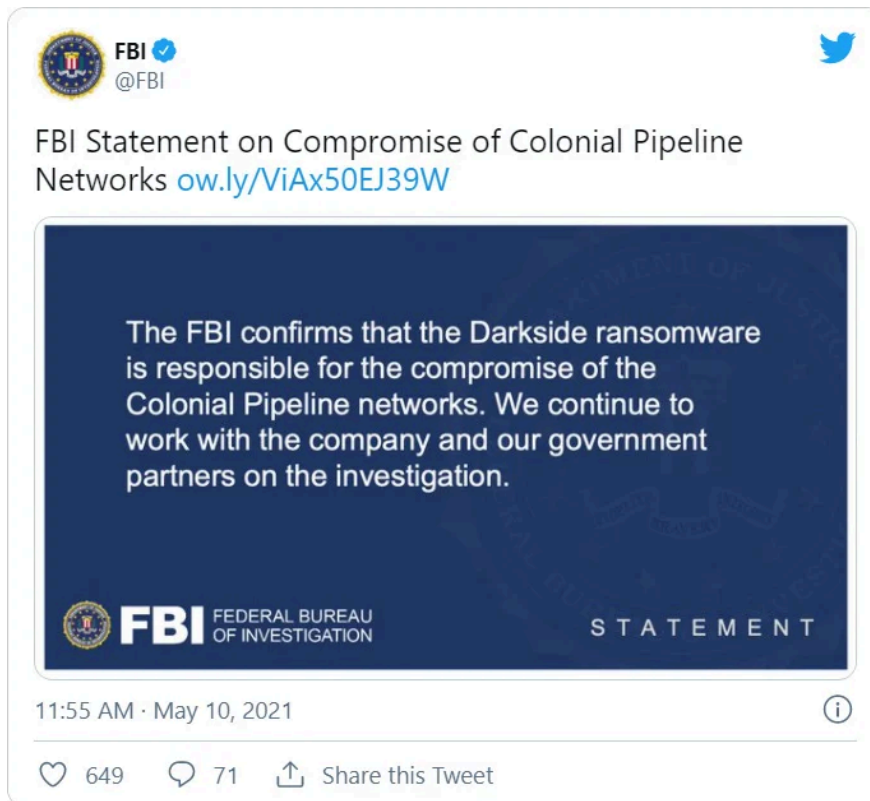 FBI
@FBI
FBI Statement on Compromise of Colonial Pipeline
Networks ow.ly/ViAx50EJ39W
The FBI confirms that the Darkside ransomware
is responsible for the compromise of the
Colonial Pipeline networks. We continue to
work with the company and our government
partners on the investigation.
FBI FEDERAL BUREAU
OF INVESTIGATION
STATEMENT
11:55 AM · May 10, 2021
649 71 Share this Tweet